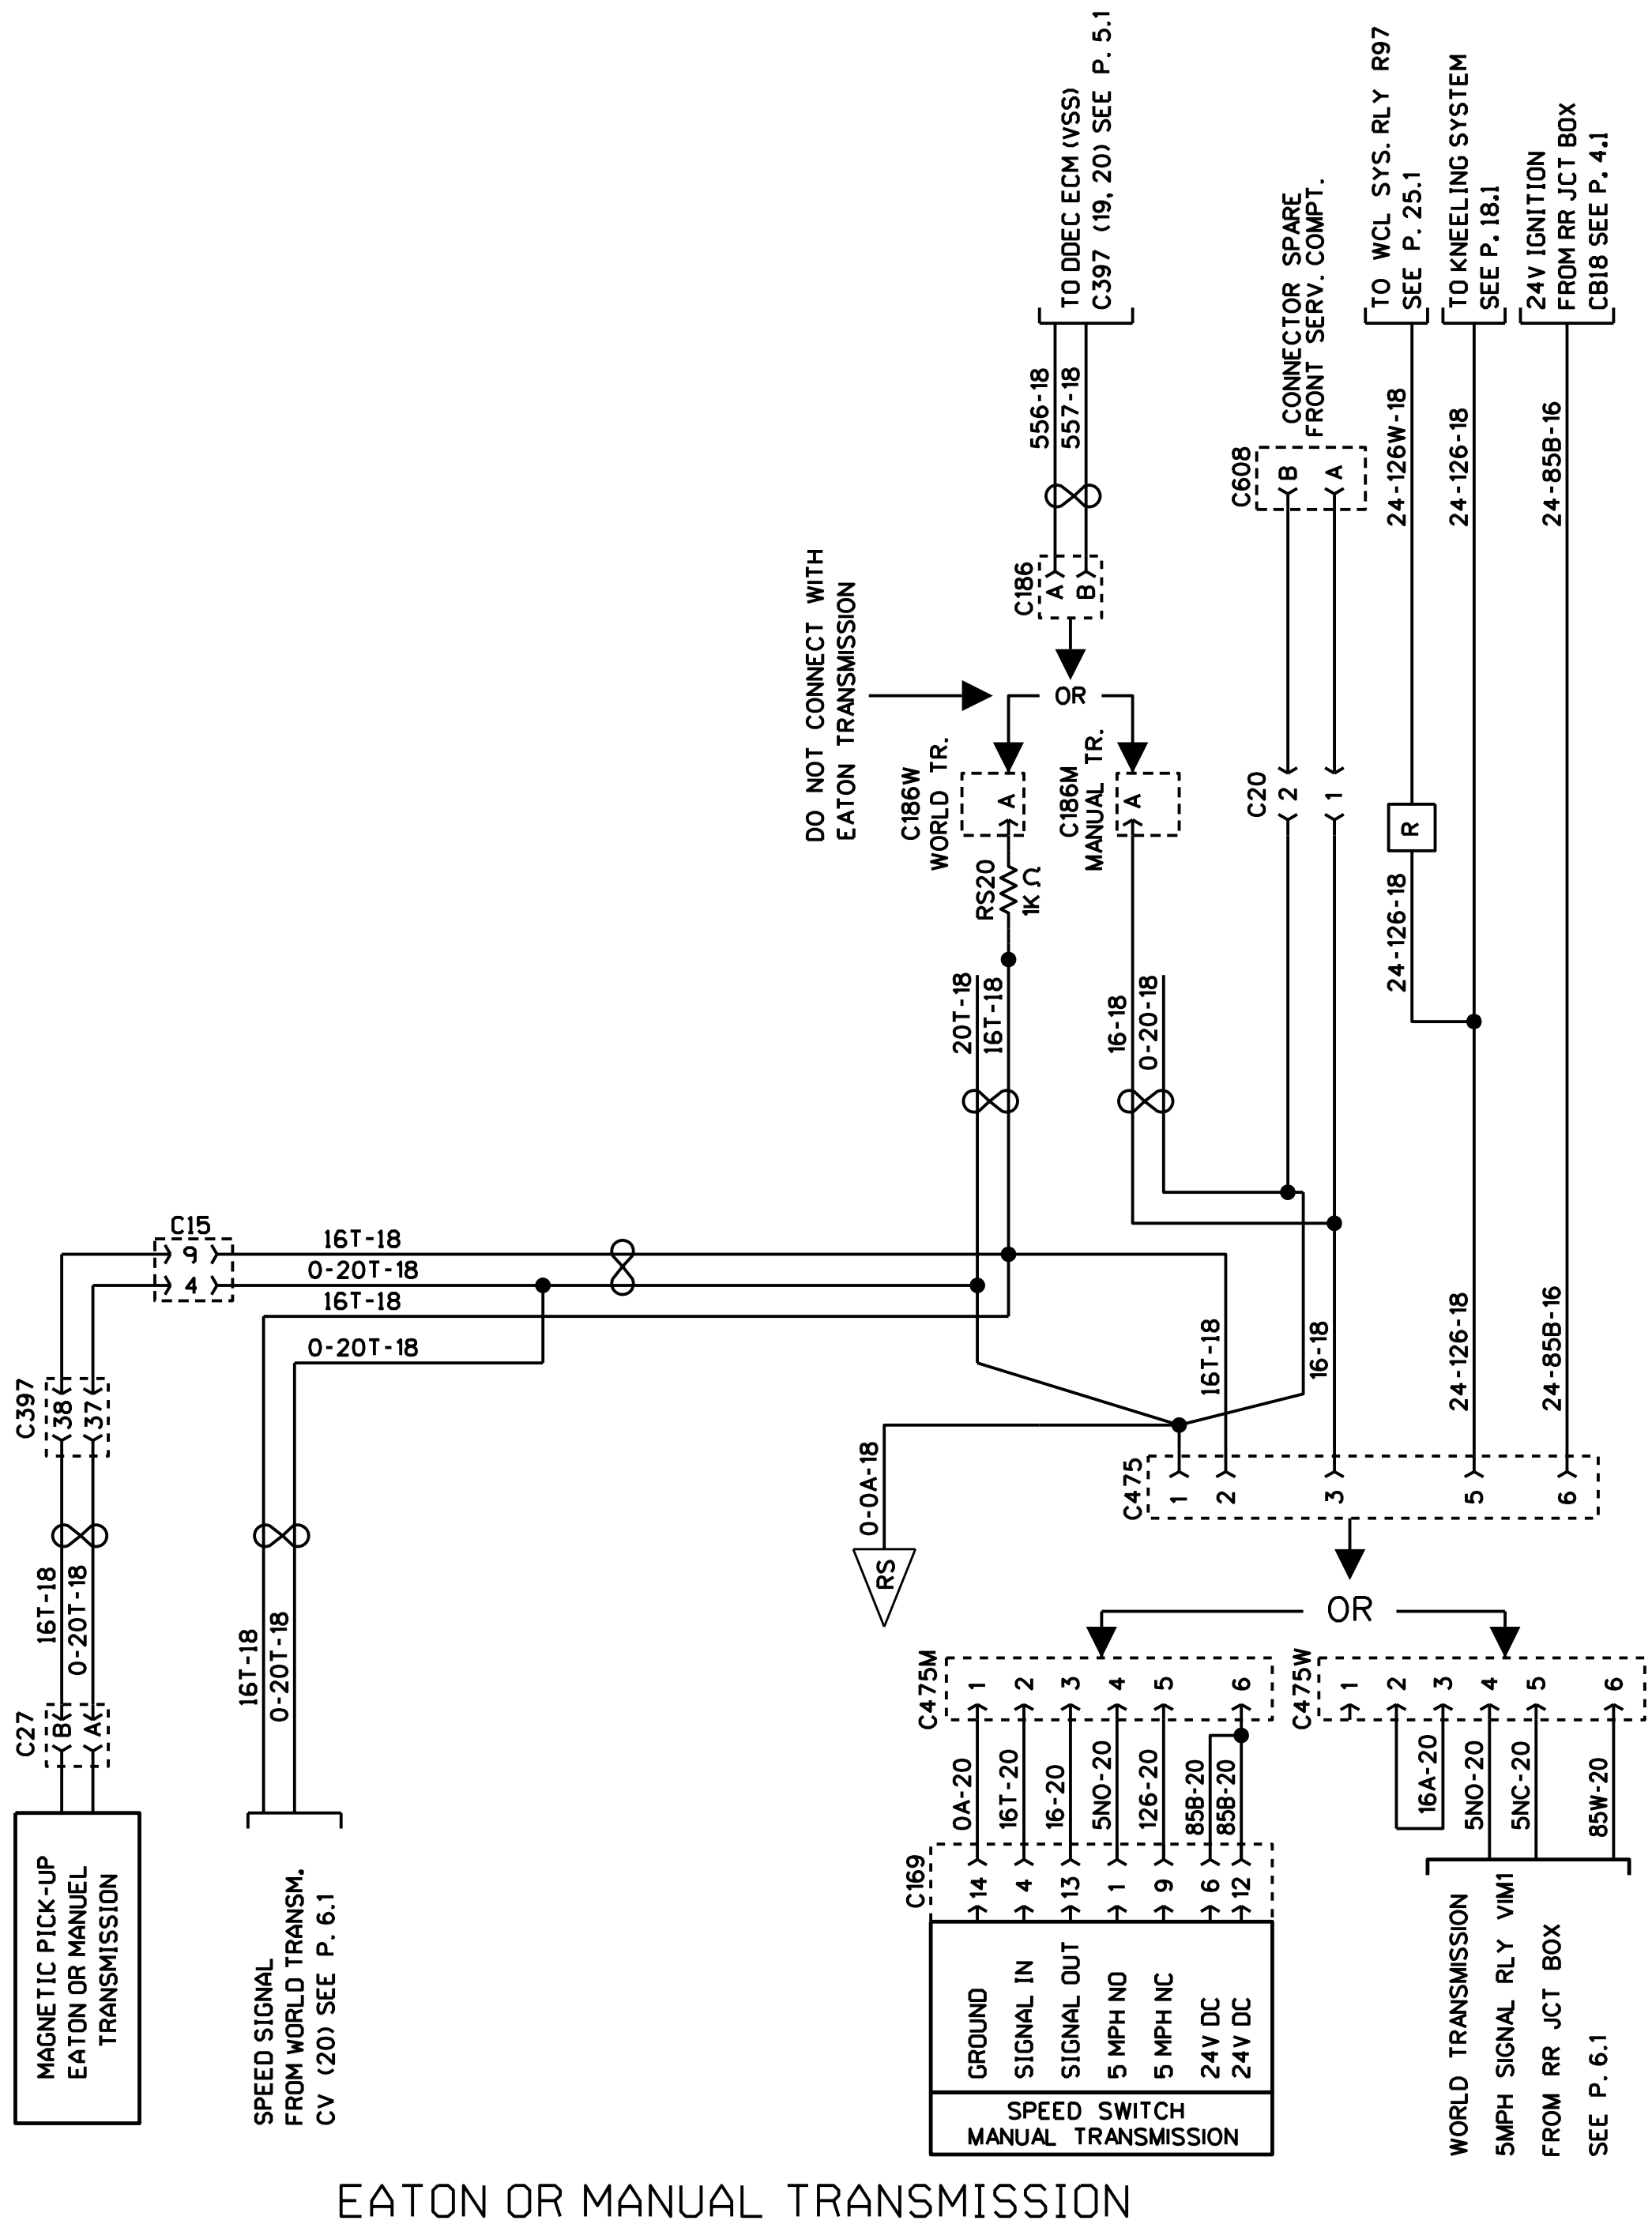 TO DDEC ECM (VSS)
C397 (19, 20) SEE P. 5.1
556-18
557-18
C186
A
B
DO NOT CONNECT WITH
EATON TRANSMISSION
OR
C186W
WORLD TR.
A
C186M
MANUAL TR.
A
RS20
1K Ω
20T-18
16T-18
16-18
0-20-18
CONNECTOR SPARE
FRONT SERV. COMPT.
C608
B
A
C20
2
1
TO WCL SYS. RLY R97
SEE P. 25.1
24-126W-18
R
24-126-18
TO KNEELING SYSTEM
SEE P. 18.1
24-126-18
24V IGNITION
FROM RR JCT BOX
CB18 SEE P. 4.1
24-85B-16
C15
9
4
16T-18
0-20T-18
16T-18
0-20T-18
C397
38
37
16T-18
0-20T-18
C27
B
A
MAGNETIC PICK-UP
EATON OR MANUEL
TRANSMISSION
16T-18
0-20T-18
SPEED SIGNAL
FROM WORLD TRANSM.
CV (20) SEE P. 6.1
0-0A-18
RS
16T-18
16-18
24-126-18
24-85B-16
C475
1
2
3
5
6
OR
C475M
1
2
3
4
5
6
0A-20
16T-20
16-20
5NO-20
126-20
85B-20
85B-20
C169
14
4
13
1
9
6
12
GROUND
SIGNAL IN
SIGNAL OUT
5 MPH NO
5 MPH NC
24V DC
24V DC
SPEED SWITCH
MANUAL TRANSMISSION
C475W
1
2
3
4
5
6
16A-20
5NO-20
5NC-20
85W-20
WORLD TRANSMISSION
5MPH SIGNAL RLY VIM1
FROM RR JCT BOX
SEE P. 6.1
EATON OR MANUAL TRANSMISSION